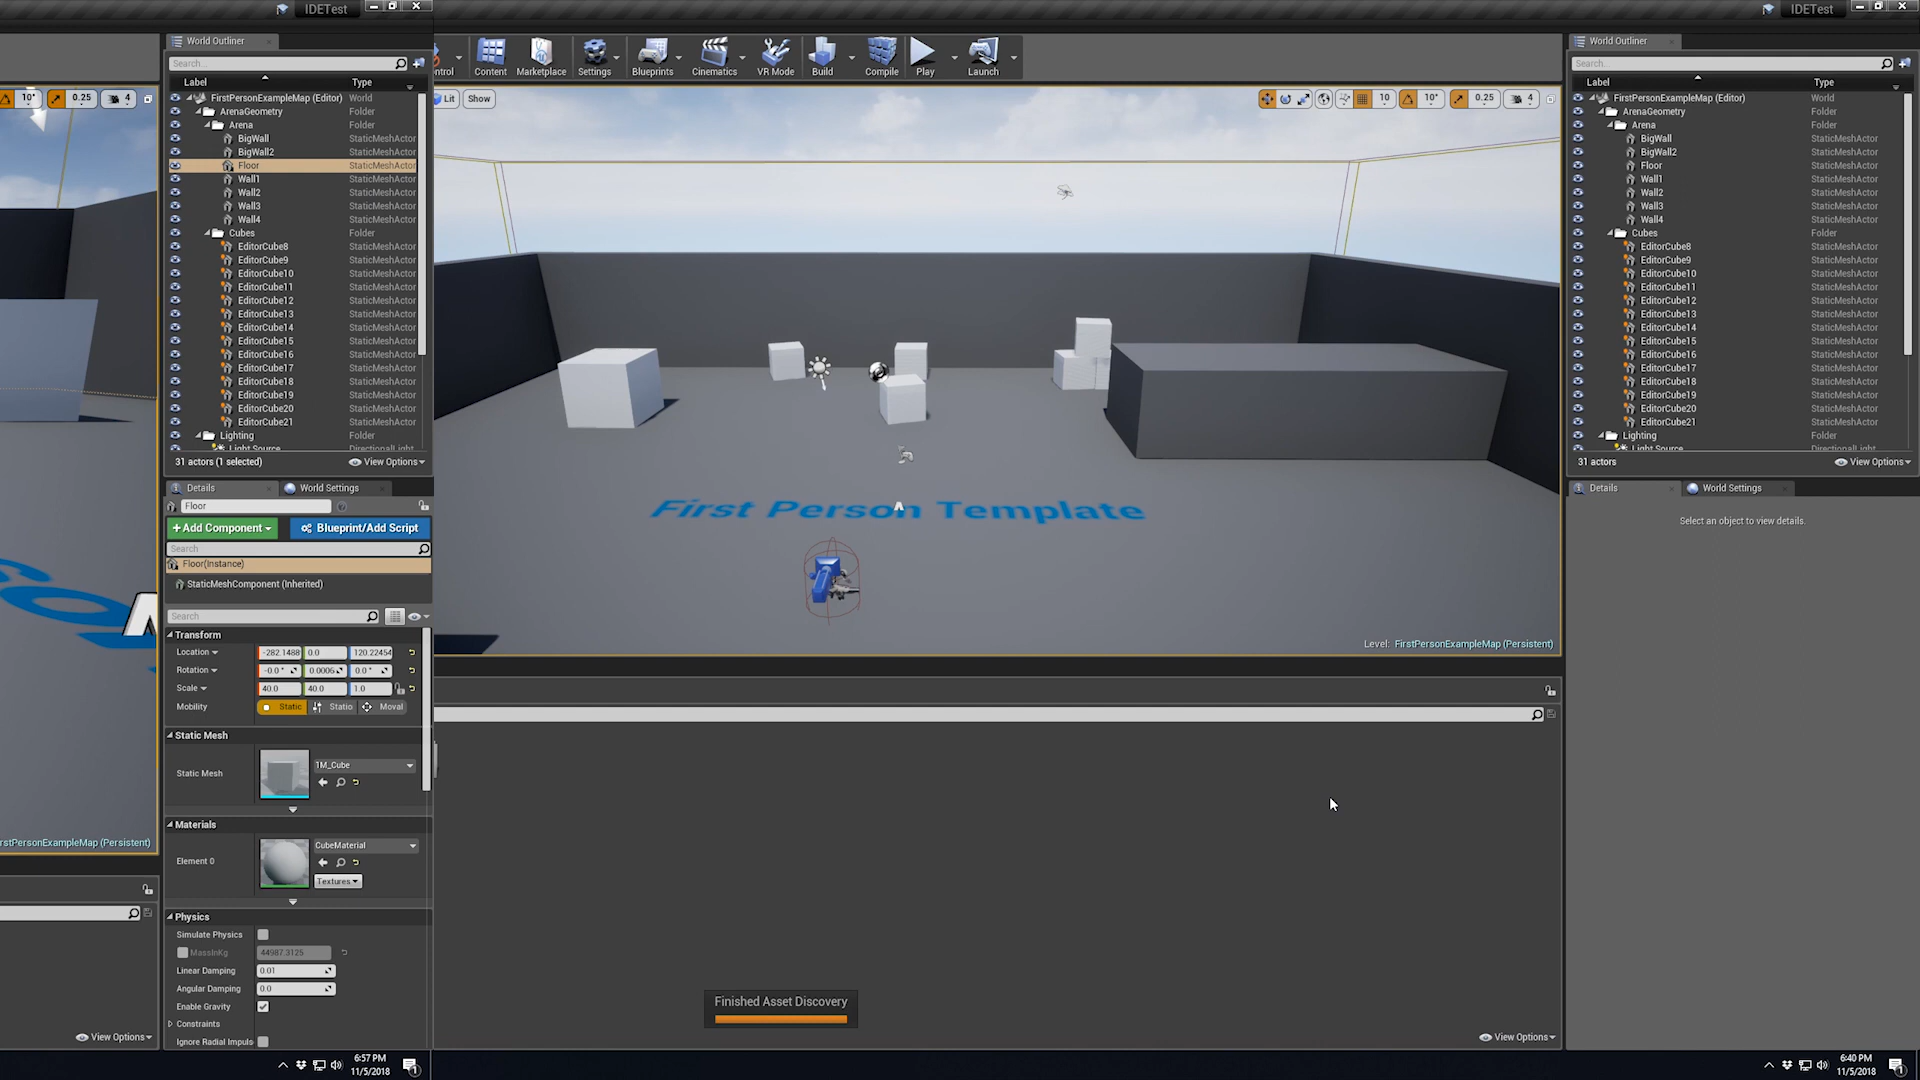 IDETest
World Outliner
Search...
Label
Type
FirstPersonExampleMap (Editor) World
ArenaGeometry Folder
Arena Folder
BigWall StaticMeshActor
BigWall2 StaticMeshActor
Floor StaticMeshActor
Wall1 StaticMeshActor
Wall2 StaticMeshActor
Wall3 StaticMeshActor
Wall4 StaticMeshActor
Cubes Folder
EditorCube8 StaticMeshActor
EditorCube9 StaticMeshActor
EditorCube10 StaticMeshActor
EditorCube11 StaticMeshActor
EditorCube12 StaticMeshActor
EditorCube13 StaticMeshActor
EditorCube14 StaticMeshActor
EditorCube15 StaticMeshActor
EditorCube16 StaticMeshActor
EditorCube17 StaticMeshActor
EditorCube18 StaticMeshActor
EditorCube19 StaticMeshActor
EditorCube20 StaticMeshActor
EditorCube21 StaticMeshActor
Lighting Folder
Light Source DirectionalLight
31 actors (1 selected)
View Options
10° 0.25 4
rstPersonExampleMap (Persistent)
View Options
Details
World Settings
Floor
+Add Component
Blueprint/Add Script
Search
Floor(Instance)
StaticMeshComponent (Inherited)
Search
Transform
Location -282.1488 0.0 120.22454
Rotation -0.0° 0.0006 0.0°
Scale 40.0 40.0 1.0
Mobility Static Statio Moval
Static Mesh
Static Mesh 1M_Cube
Materials
Element 0 CubeMaterial
Textures
Physics
Simulate Physics
MassInKg 44987.3125
Linear Damping 0.01
Angular Damping 0.0
Enable Gravity
Constraints
Ignore Radial Impuls
6:57 PM
11/5/2018
1
ntrol
Content
Marketplace
Settings
Blueprints
Cinematics
VR Mode
Build
Compile
Play
Launch
Lit
Show
10 10° 0.25 4
First Person Template
Level: FirstPersonExampleMap (Persistent)
Finished Asset Discovery
View Options
IDETest
World Outliner
Search...
Label
Type
FirstPersonExampleMap (Editor) World
ArenaGeometry Folder
Arena Folder
BigWall StaticMeshActor
BigWall2 StaticMeshActor
Floor StaticMeshActor
Wall1 StaticMeshActor
Wall2 StaticMeshActor
Wall3 StaticMeshActor
Wall4 StaticMeshActor
Cubes Folder
EditorCube8 StaticMeshActor
EditorCube9 StaticMeshActor
EditorCube10 StaticMeshActor
EditorCube11 StaticMeshActor
EditorCube12 StaticMeshActor
EditorCube13 StaticMeshActor
EditorCube14 StaticMeshActor
EditorCube15 StaticMeshActor
EditorCube16 StaticMeshActor
EditorCube17 StaticMeshActor
EditorCube18 StaticMeshActor
EditorCube19 StaticMeshActor
EditorCube20 StaticMeshActor
EditorCube21 StaticMeshActor
Lighting Folder
Light Source DirectionalLight
31 actors
View Options
Details
World Settings
Select an object to view details.
6:40 PM
11/5/2018
1